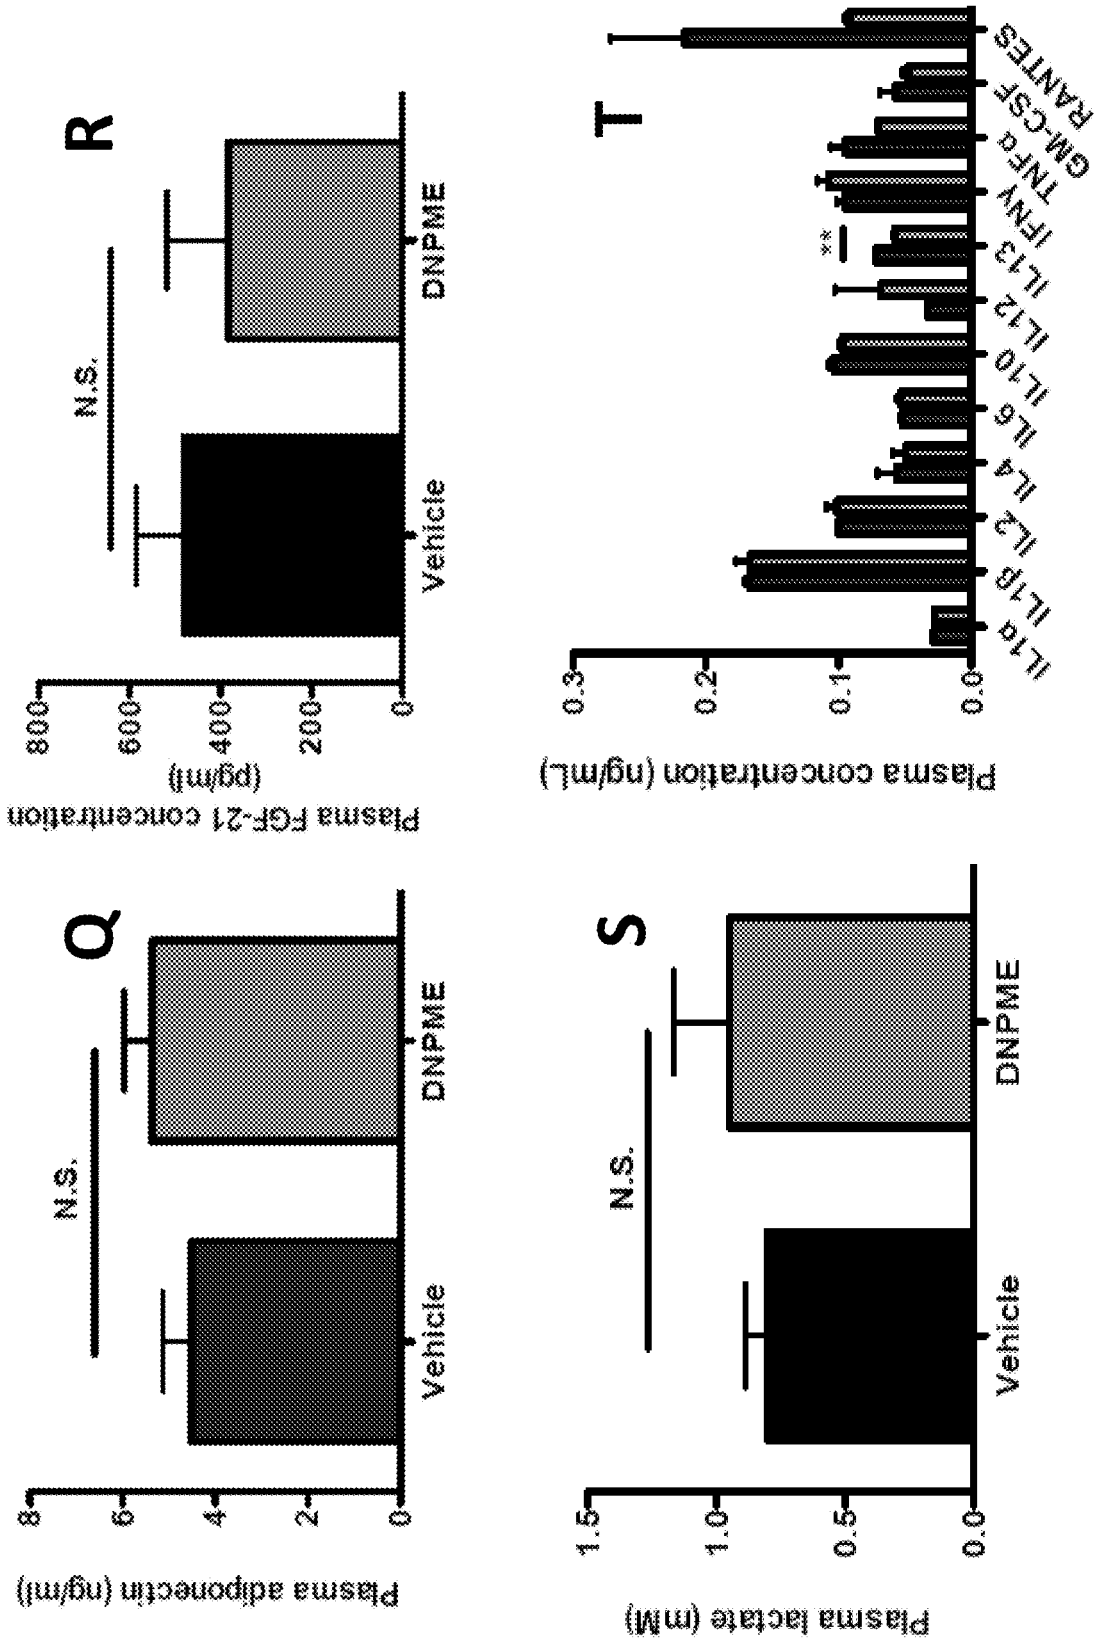 Q
Plasma adiponectin (ng/ml)
8
6
4
2
0
N.S.
Vehicle
DNPME
R
Plasma FGF-21 concentration
(pg/ml)
800
600
400
200
0
N.S.
Vehicle
DNPME
S
Plasma lactate (mM)
1.5
1.0
0.5
0.0
N.S.
Vehicle
DNPME
T
Plasma concentration (ng/mL)
0.3
0.2
0.1
0.0
**
IL1α
IL1β
IL2
IL4
IL6
IL10
IL12
IL13
IFNγ
TNFα
GM-CSF
RANTES